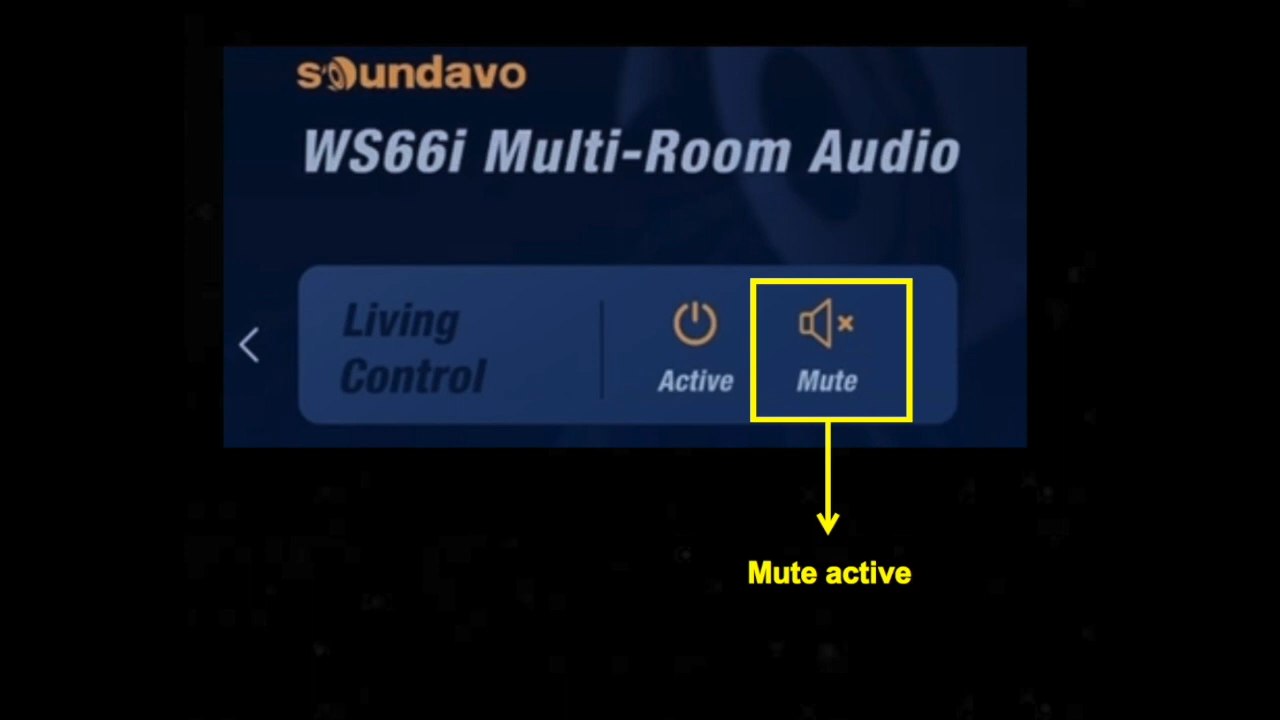 soundavo
WS66i Multi-Room Audio
Living
Control
Active
Mute
Mute active